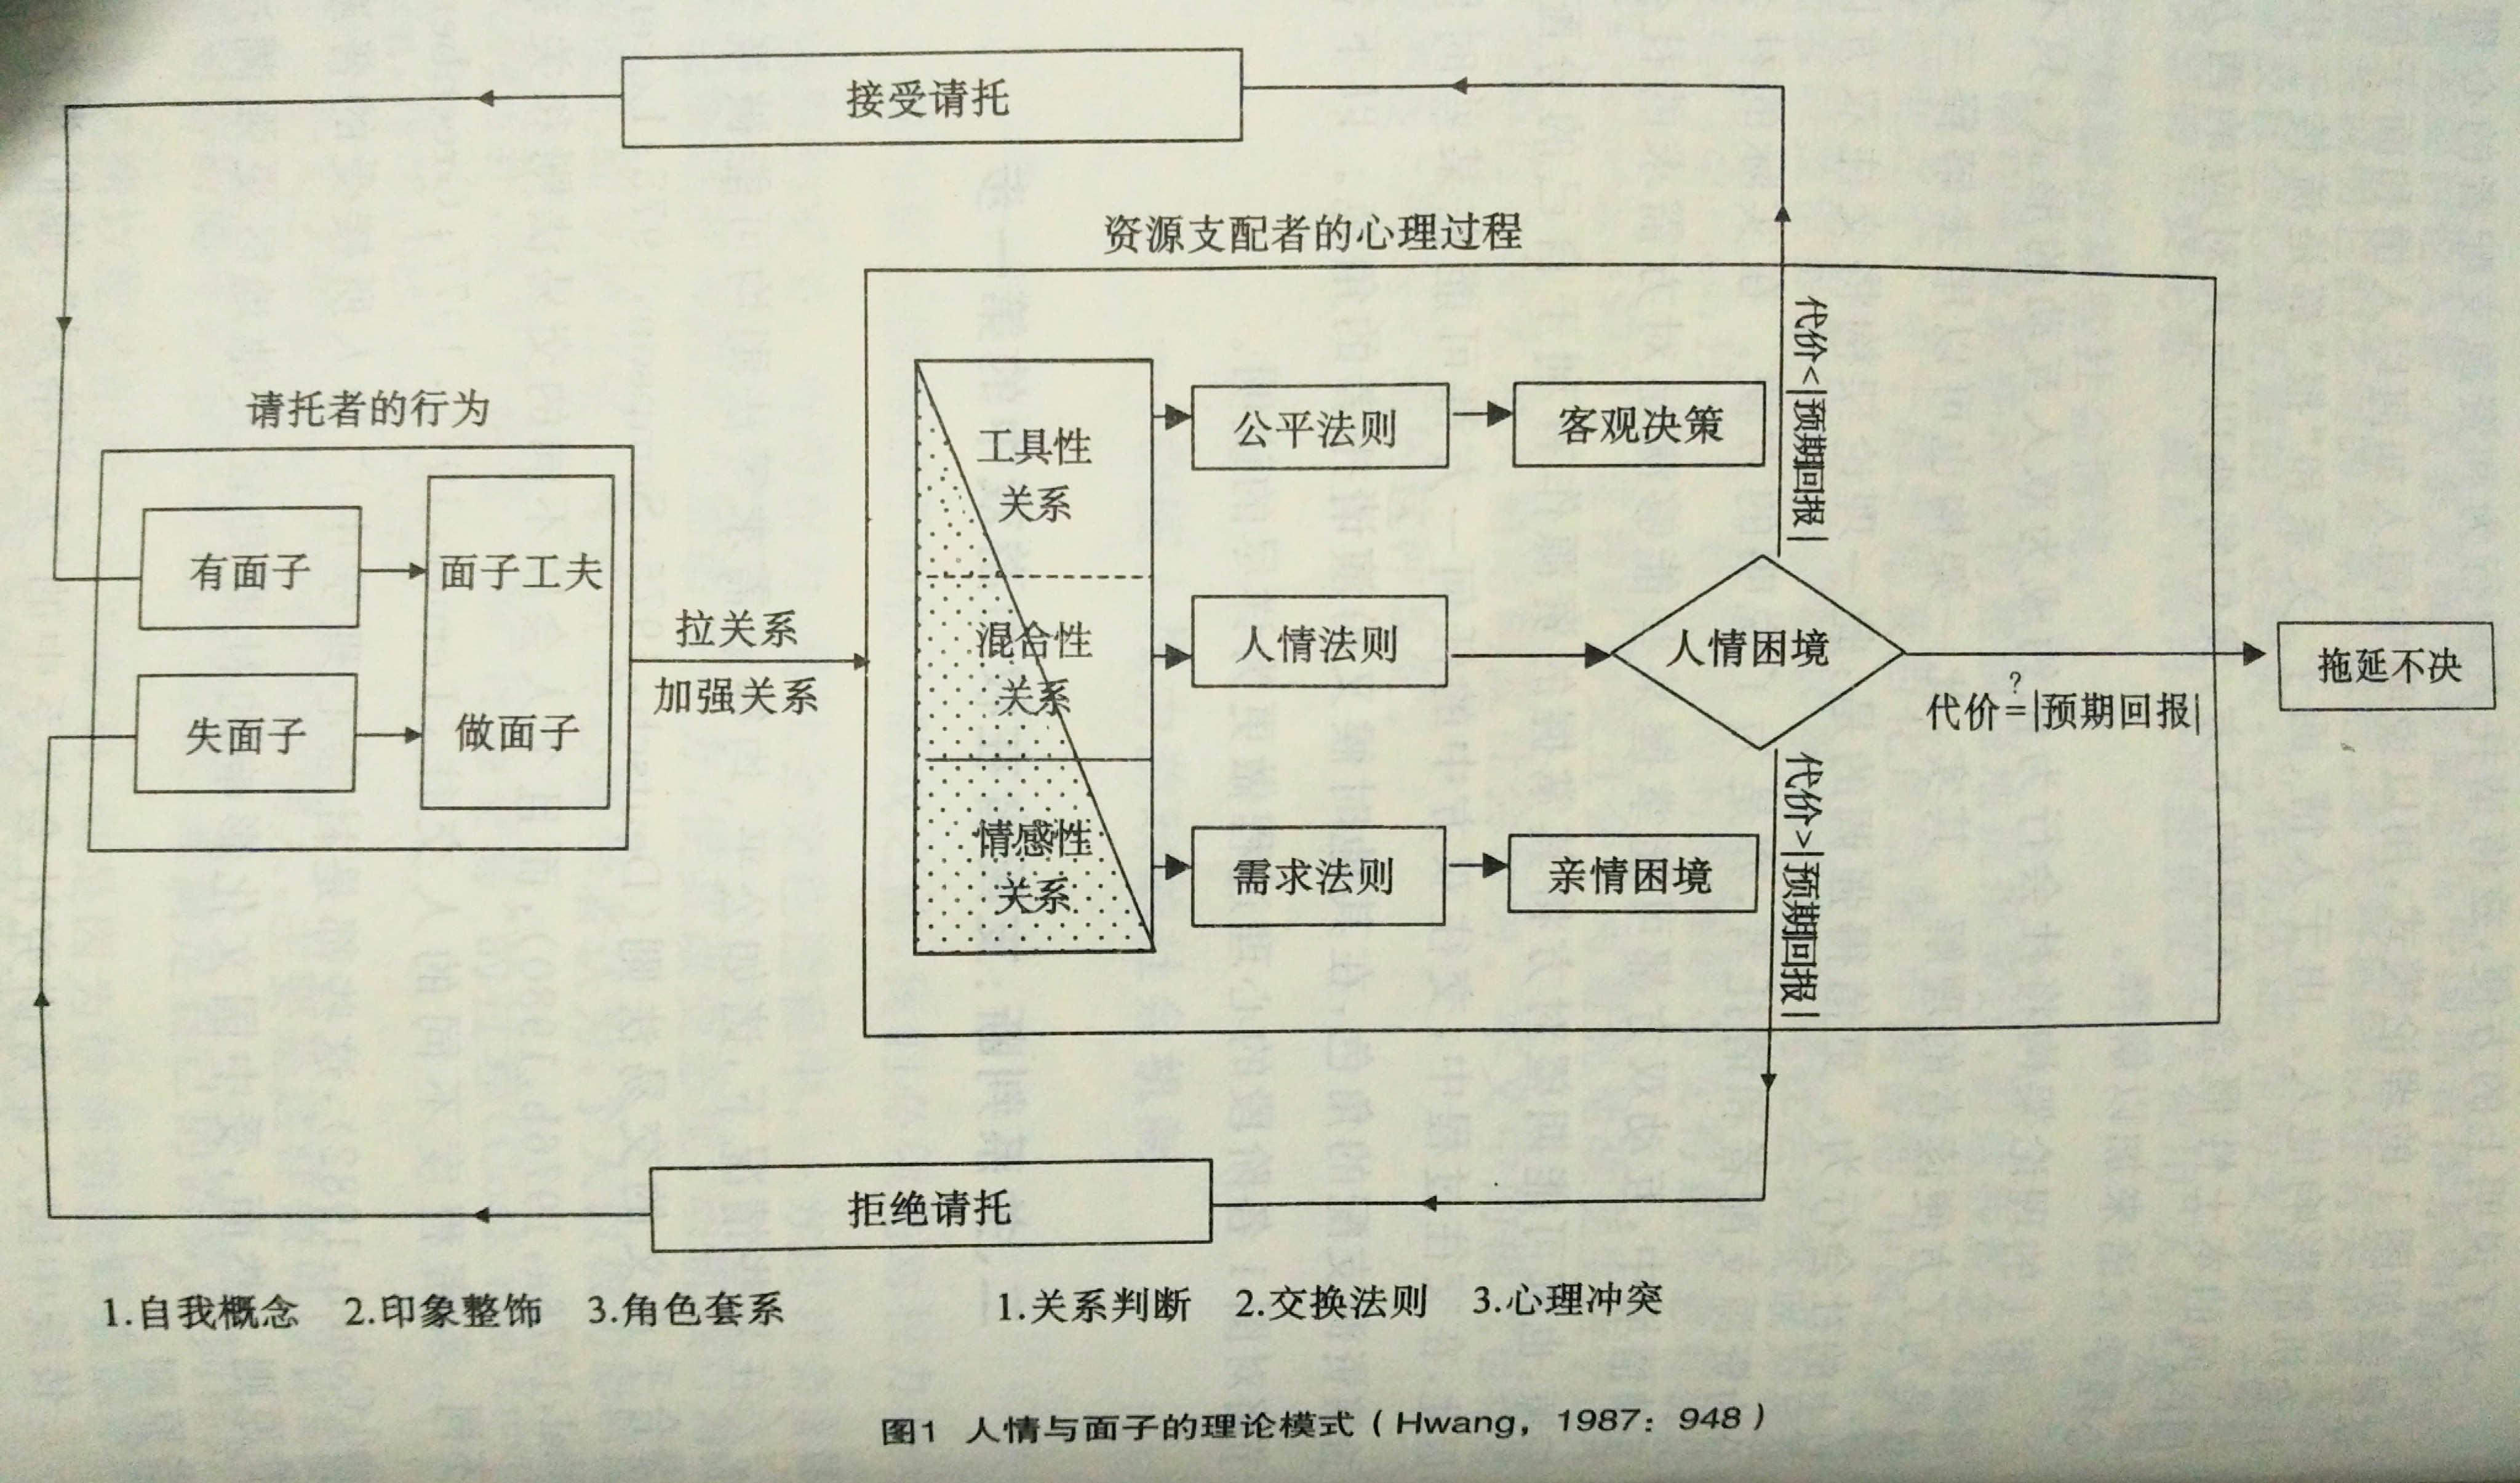 接受请托
资源支配者的心理过程
代价<|预期回报|
请托者的行为
有面子
面子工夫
失面子
做面子
拉关系
加强关系
工具性
关系
混合性
关系
情感性
关系
公平法则
客观决策
人情法则
人情困境
?
代价=|预期回报|
拖延不决
需求法则
亲情困境
代价>|预期回报|
拒绝请托
1.自我概念 2.印象整饰 3.角色套系
1.关系判断 2.交换法则 3.心理冲突
图1 人情与面子的理论模式(Hwang, 1987: 948)